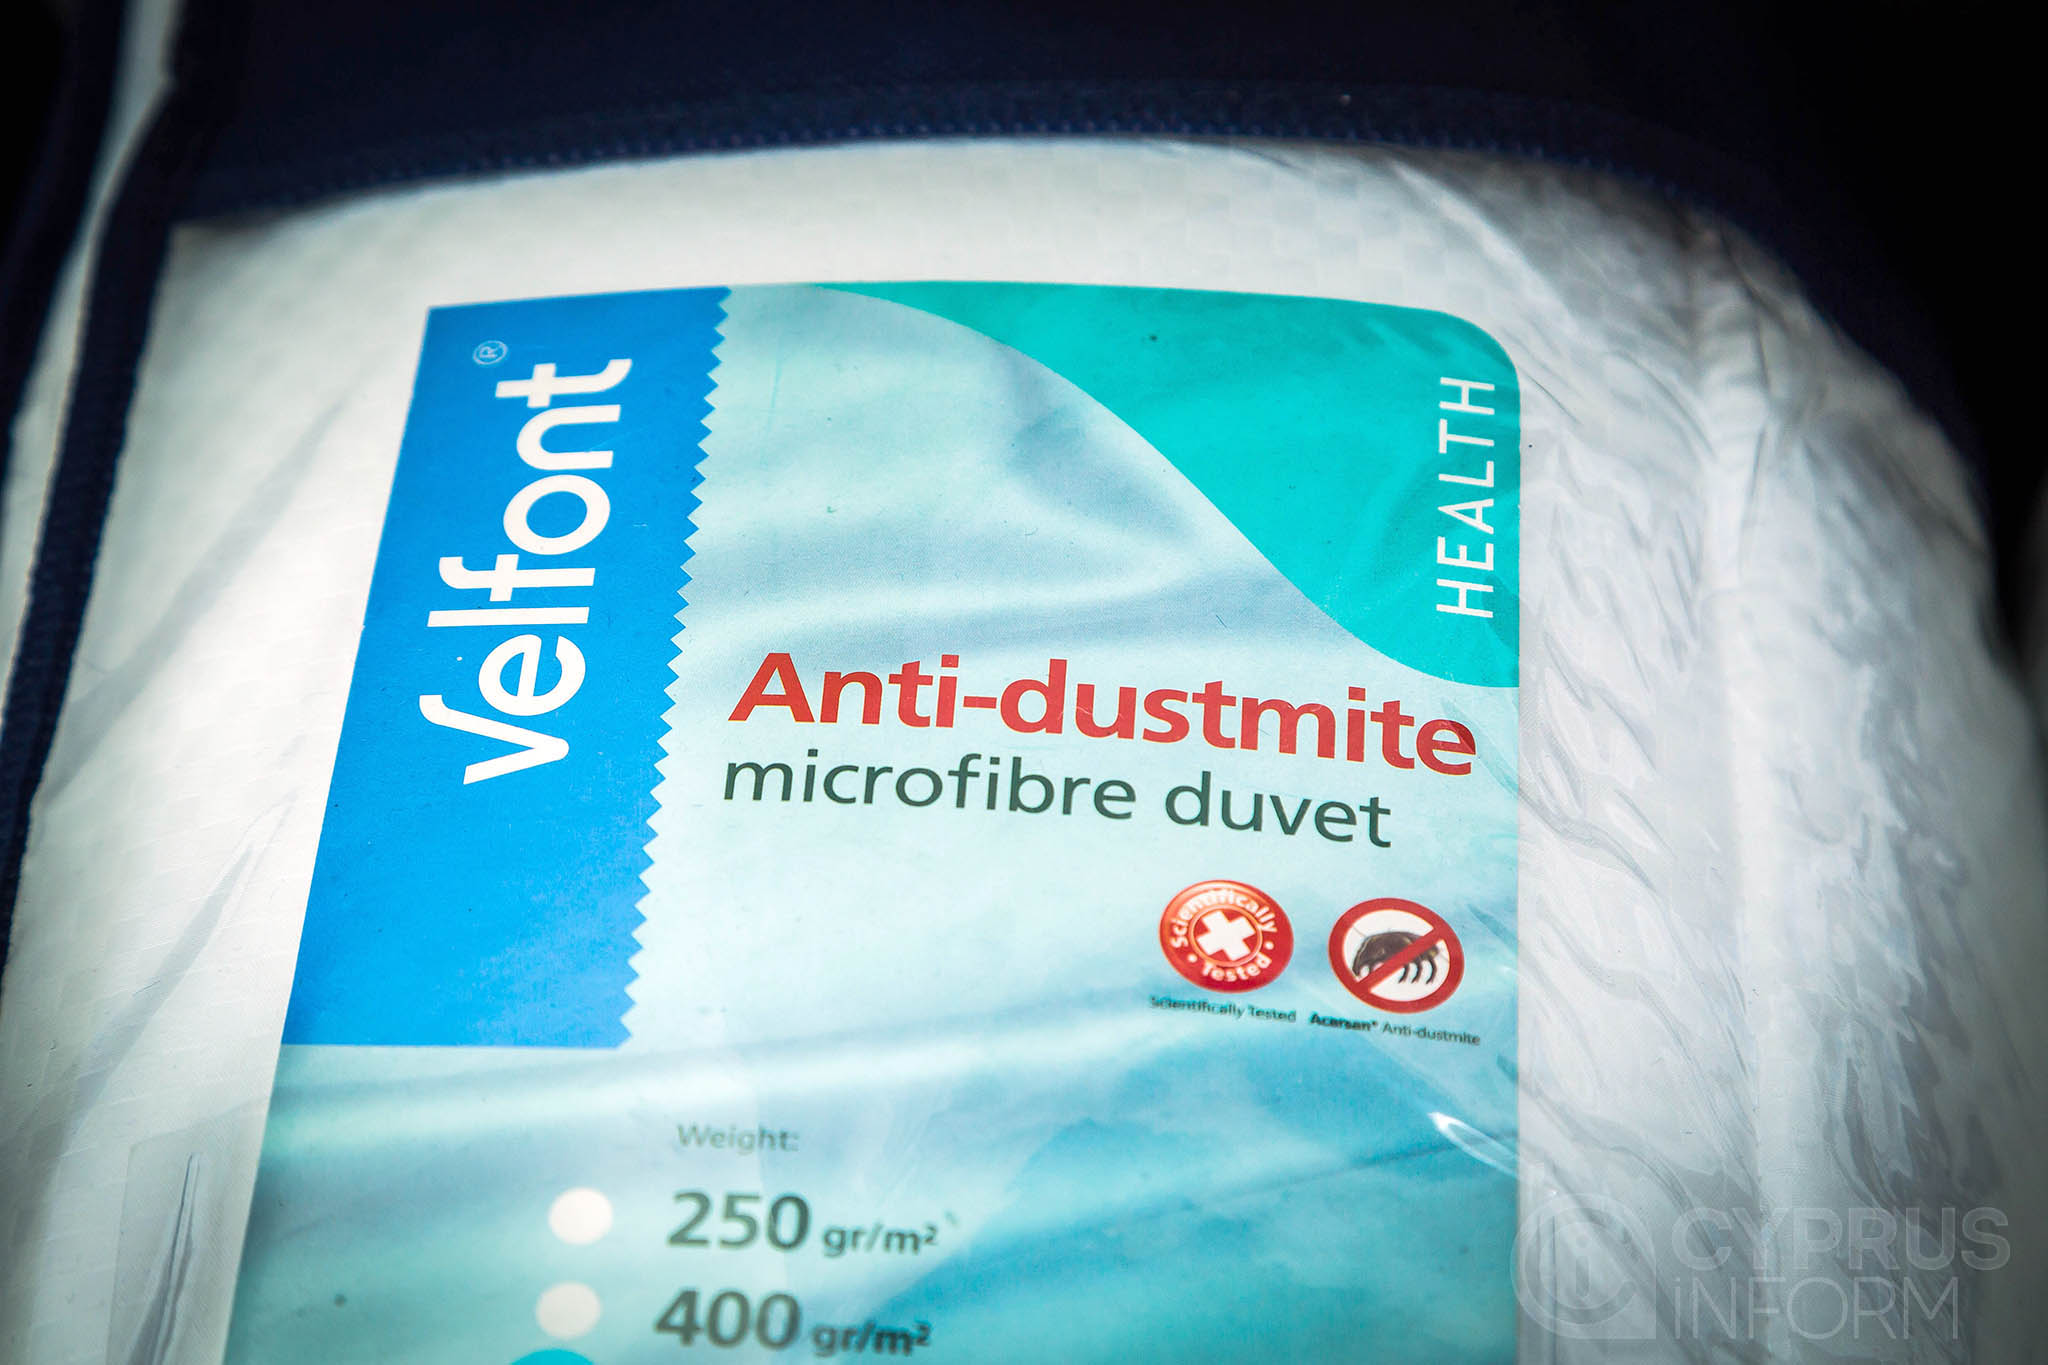 Velfont®
HEALTH
Anti-dustmite
microfibre duvet
Scientifically
Tested
Scientifically Tested
Acarsan® Anti-dustmite
Weight:
250 gr/m²
400 gr/m²
CYPRUS
iNFORM